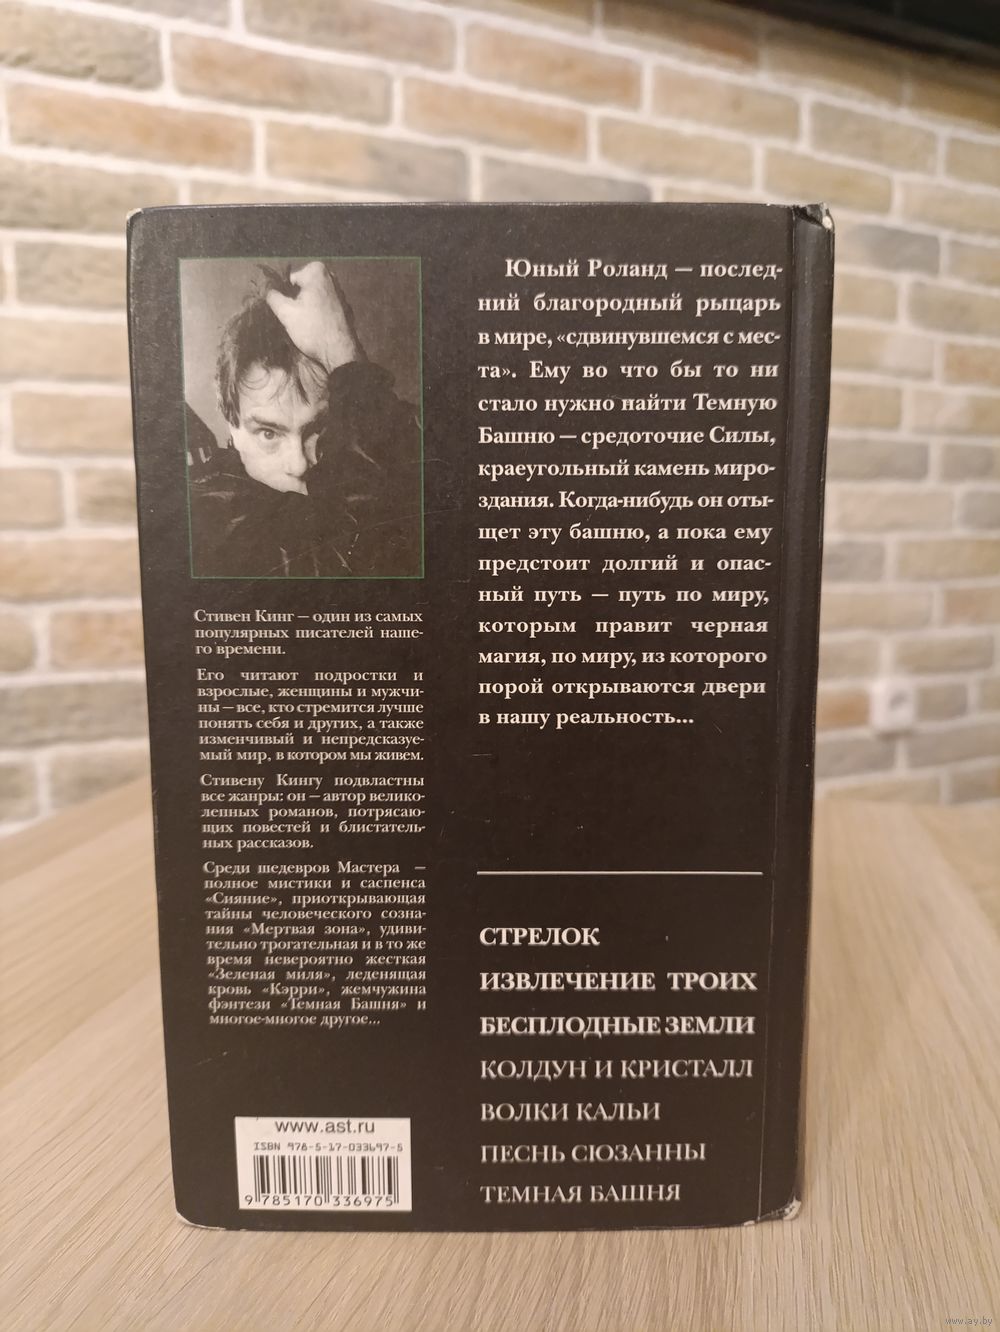 Юный Роланд — послед-
ний благородный рыцарь
в мире, «сдвинувшемся с мес-
та». Ему во что бы то ни
стало нужно найти Темную
Башню — средоточие Силы,
краеугольный камень миро-
здания. Когда-нибудь он оты-
щет эту башню, а пока ему
предстоит долгий и опас-
ный путь — путь по миру,
которым правит черная
магия, по миру, из которого
порой открываются двери
в нашу реальность...
Стивен Кинг — один из самых
популярных писателей наше-
го времени.
Его читают подростки и
взрослые, женщины и мужчи-
ны — все, кто стремится лучше
понять себя и других, а также
изменчивый и непредсказуе-
мый мир, в котором мы живем.
Стивену Кингу подвластны
все жанры: он — автор велико-
лепных романов, потрясаю-
щих повестей и блистатель-
ных рассказов.
Среди шедевров Мастера —
полное мистики и саспенса
«Сияние», приоткрывающая
тайны человеческого созна-
ния «Мертвая зона», удиви-
тельно трогательная и в то же
время невероятно жесткая
«Зеленая миля», леденящая
кровь «Кэрри», жемчужина
фэнтези «Темная Башня» и
многое-многое другое...
СТРЕЛОК
ИЗВЛЕЧЕНИЕ ТРОИХ
БЕСПЛОДНЫЕ ЗЕМЛИ
КОЛДУН И КРИСТАЛЛ
ВОЛКИ КАЛЬИ
ПЕСНЬ СЮЗАННЫ
ТЕМНАЯ БАШНЯ
www.ast.ru
ISBN 978-5-17-033697-5
9 785170 336975
www.ay.by